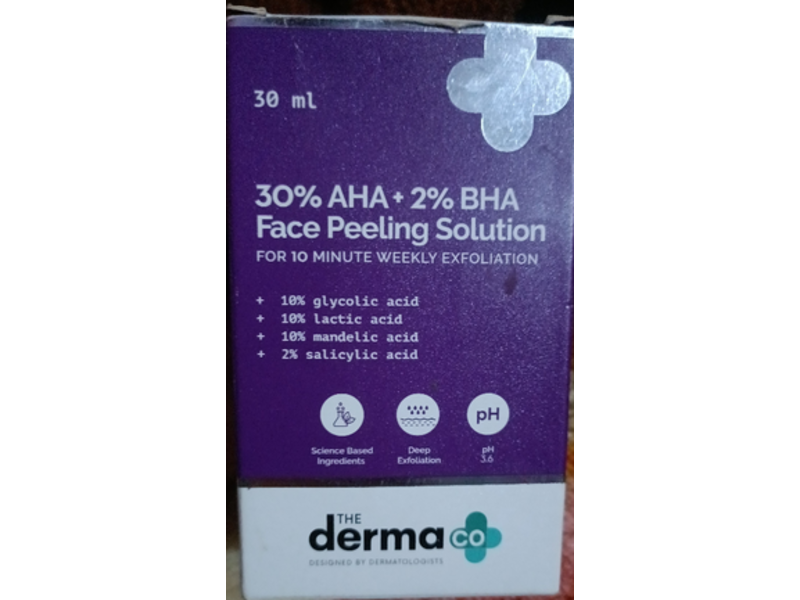 30 ml
30% AHA + 2% BHA
Face Peeling Solution
FOR 10 MINUTE WEEKLY EXFOLIATION
+ 10% glycolic acid
+ 10% lactic acid
+ 10% mandelic acid
+ 2% salicylic acid
pH
Science Based
Ingredients
Deep
Exfoliation
pH
3.6
THE
derma co
DESIGNED BY DERMATOLOGISTS